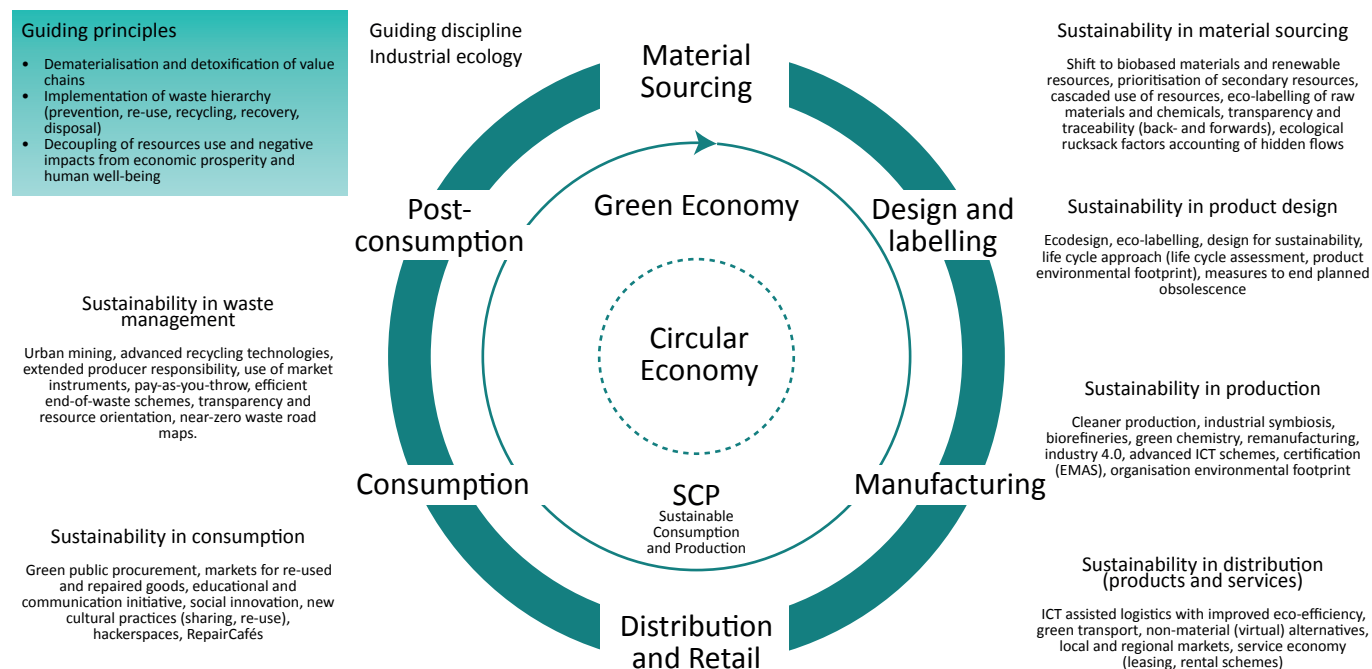 Guiding principles
• Dematerialisation and detoxification of value
chains
• Implementation of waste hierarchy
(prevention, re-use, recycling, recovery,
disposal)
• Decoupling of resources use and negative
impacts from economic prosperity and
human well-being
Guiding discipline
Industrial ecology
Material
Sourcing
Sustainability in material sourcing
Shift to biobased materials and renewable
resources, prioritisation of secondary resources,
cascaded use of resources, eco-labelling of raw
materials and chemicals, transparency and
traceability (back- and forwards), ecological
rucksack factors accounting of hidden flows
Post-
consumption
Green Economy
Design and
labelling
Sustainability in product design
Ecodesign, eco-labelling, design for sustainability,
life cycle approach (life cycle assessment, product
environmental footprint), measures to end planned
obsolescence
Sustainability in waste
management
Urban mining, advanced recycling technologies,
extended producer responsibility, use of market
instruments, pay-as-you-throw, efficient
end-of-waste schemes, transparency and
resource orientation, near-zero waste road
maps.
Circular
Economy
Sustainability in production
Cleaner production, industrial symbiosis,
biorefineries, green chemistry, remanufacturing,
industry 4.0, advanced ICT schemes, certification
(EMAS), organisation environmental footprint
Consumption
SCP
Sustainable
Consumption
and Production
Manufacturing
Sustainability in consumption
Green public procurement, markets for re-used
and repaired goods, educational and
communication initiative, social innovation, new
cultural practices (sharing, re-use),
hackerspaces, RepairCafés
Distribution
and Retail
Sustainability in distribution
(products and services)
ICT assisted logistics with improved eco-efficiency,
green transport, non-material (virtual) alternatives,
local and regional markets, service economy
(leasing, rental schemes)